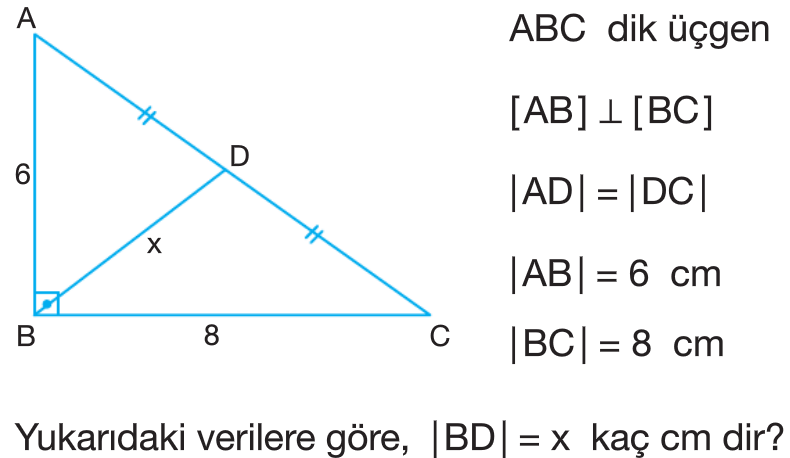 A
ABC dik üçgen
[AB] ⊥ [BC]
D
6
|AD| = |DC|
x
|AB| = 6 cm
B
8
C
|BC| = 8 cm
Yukarıdaki verilere göre, |BD| = x kaç cm dir?